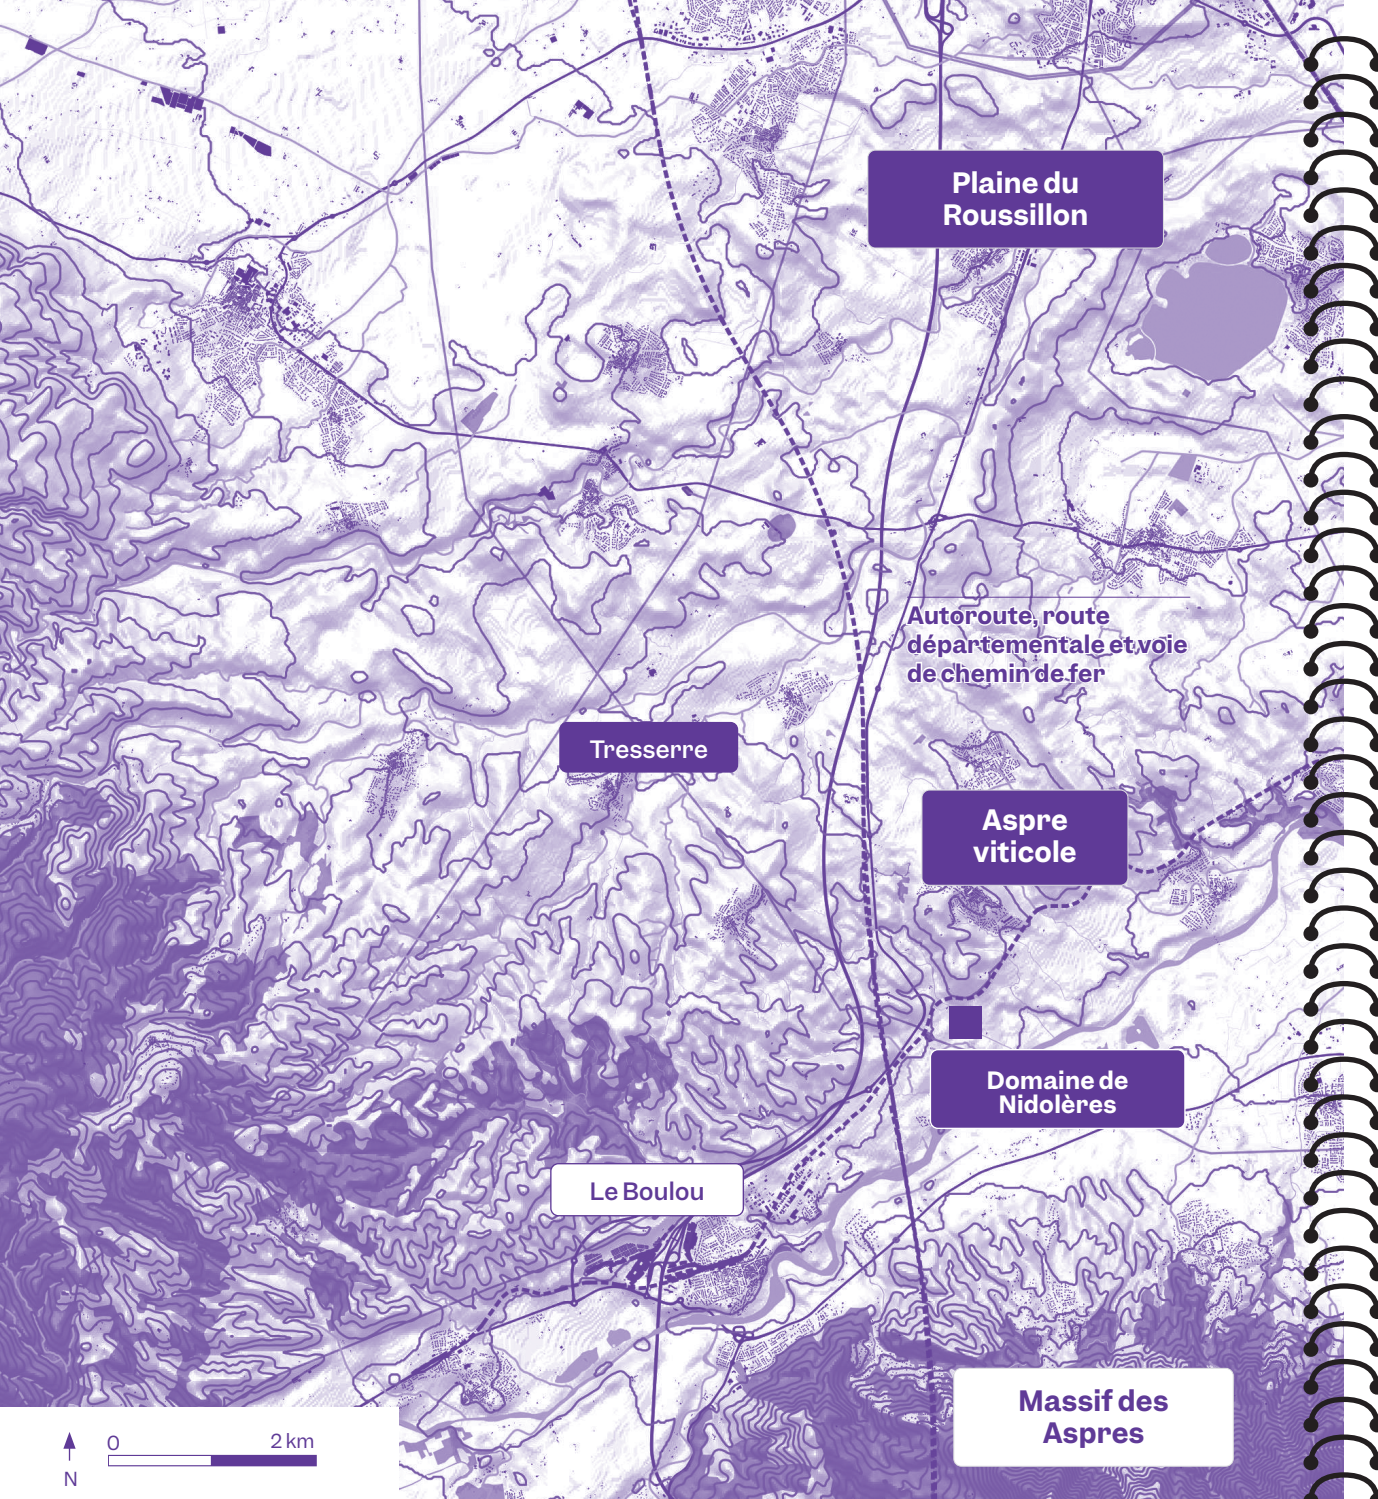 Plaine du
Roussillon
Autoroute, route
départementale et voie
de chemin de fer
Tresserre
Aspre
viticole
Domaine de
Nidolères
Le Boulou
Massif des
Aspres
0 2 km
N